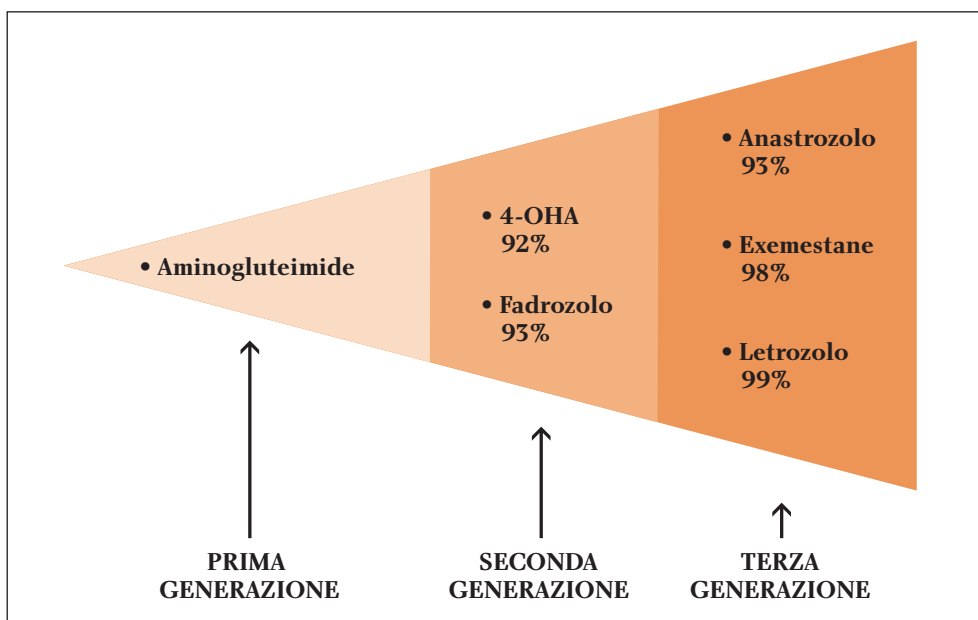 • Aminogluteimide
• 4-OHA
92%
• Fadrozolo
93%
• Anastrozolo
93%
• Exemestane
98%
• Letrozolo
99%
PRIMA
GENERAZIONE
SECONDA
GENERAZIONE
TERZA
GENERAZIONE